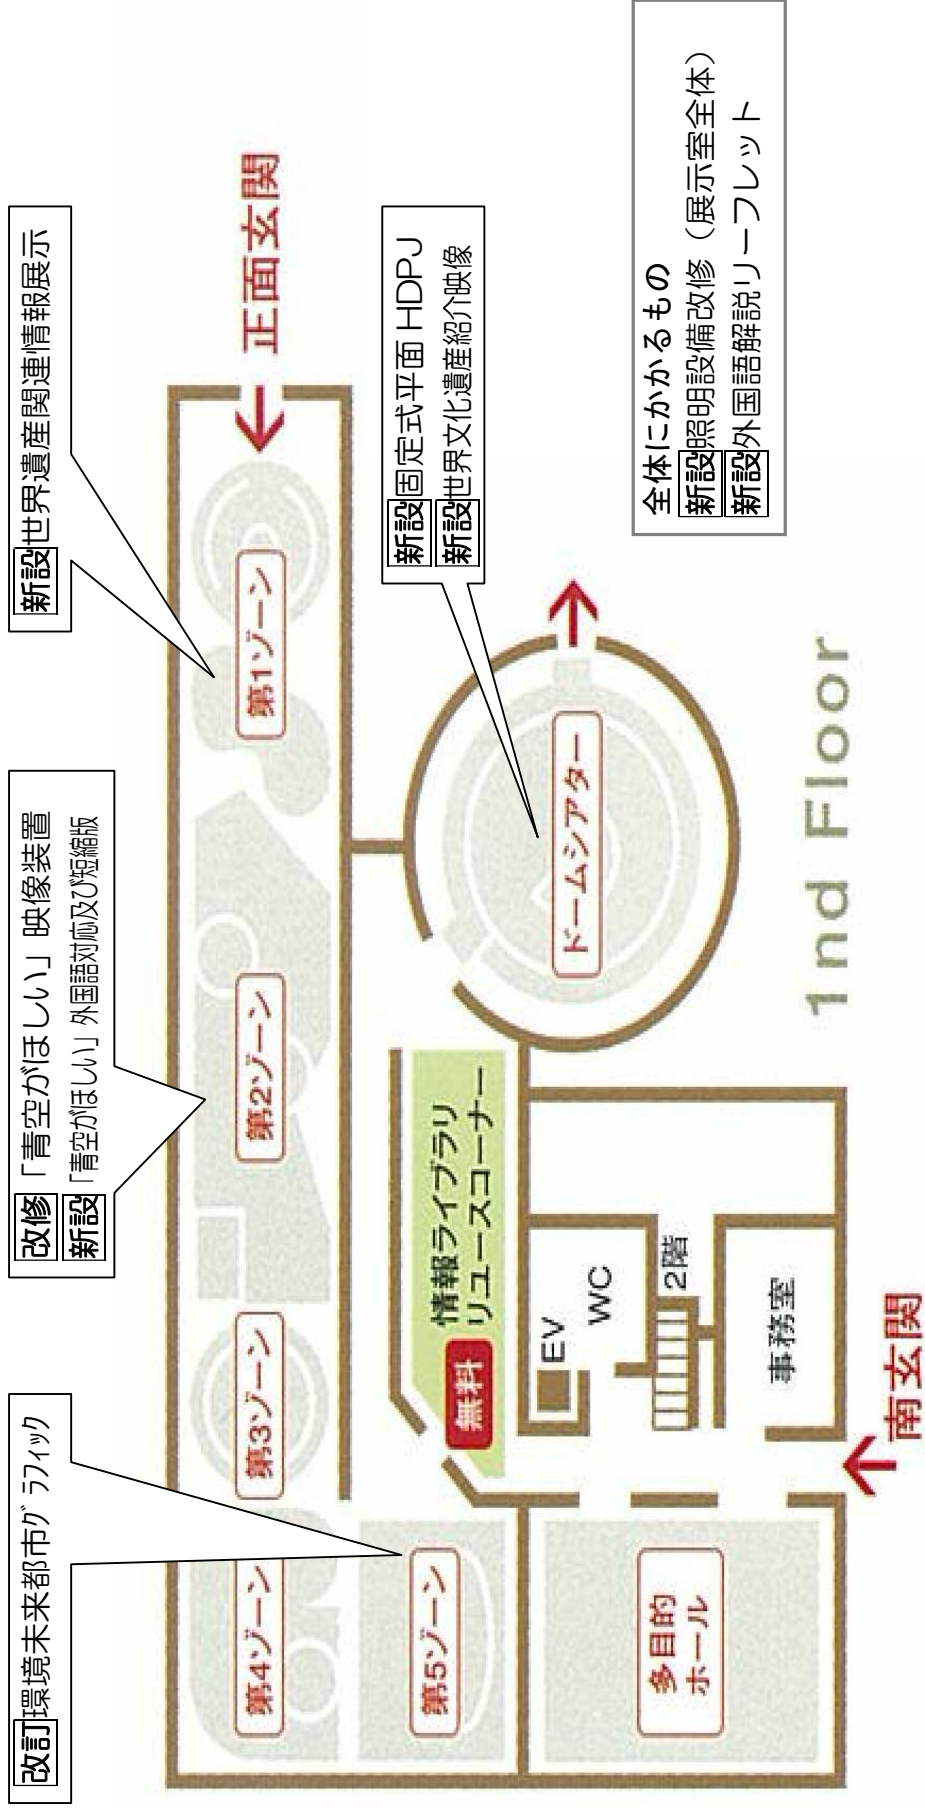 改訂環境未来都市グラフィック
改修「青空がほしい」映像装置
新設「青空がほしい」外国語対応及び短縮版
新設世界遺産関連情報展示
正面玄関
第4ゾーン
第3ゾーン
第2ゾーン
第1ゾーン
第5ゾーン
無料
情報ライブラリ
リユースコーナー
新設固定式平面 HDPJ
新設世界文化遺産紹介映像
ドームシアター
EV
WC
2階
事務室
多目的
ホール
南玄関
1nd Floor
全体にかかるもの
新設照明設備改修（展示室全体）
新設外国語解説リーフレット